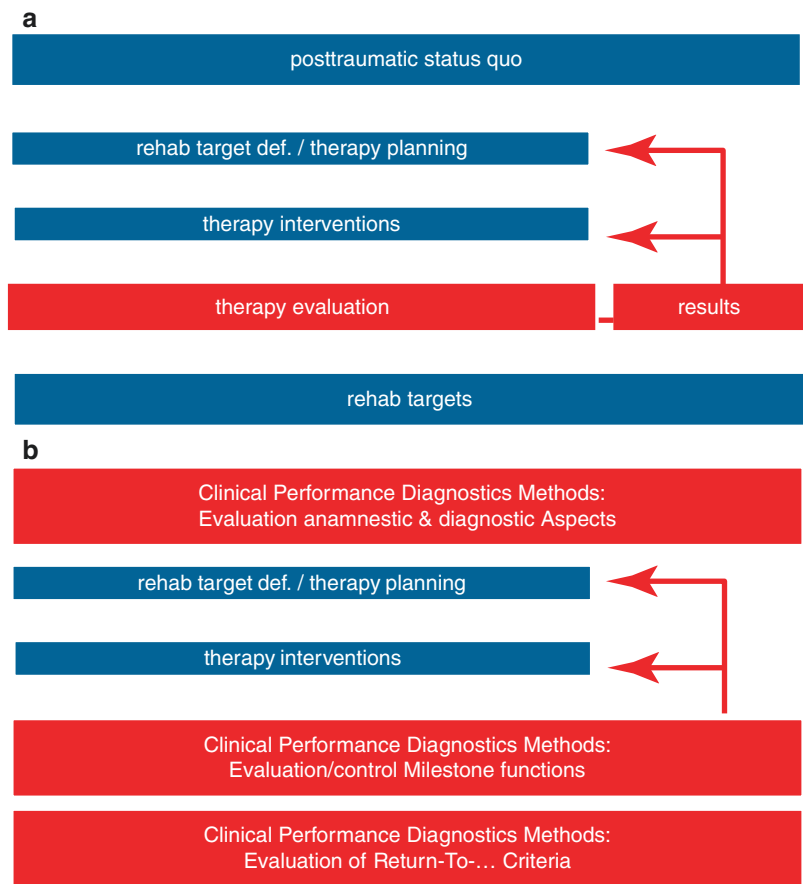 a
posttraumatic status quo
rehab target def. / therapy planning
therapy interventions
therapy evaluation
results
rehab targets
b
Clinical Performance Diagnostics Methods:
Evaluation anamnestic & diagnostic Aspects
rehab target def. / therapy planning
therapy interventions
Clinical Performance Diagnostics Methods:
Evaluation/control Milestone functions
Clinical Performance Diagnostics Methods:
Evaluation of Return-To-... Criteria